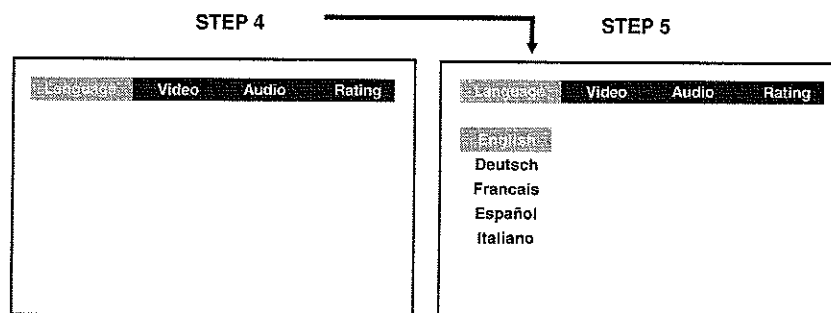 STEP 4
STEP 5
Language Video Audio Rating
Language Video Audio Rating
English
Deutsch
Francais
Español
Italiano